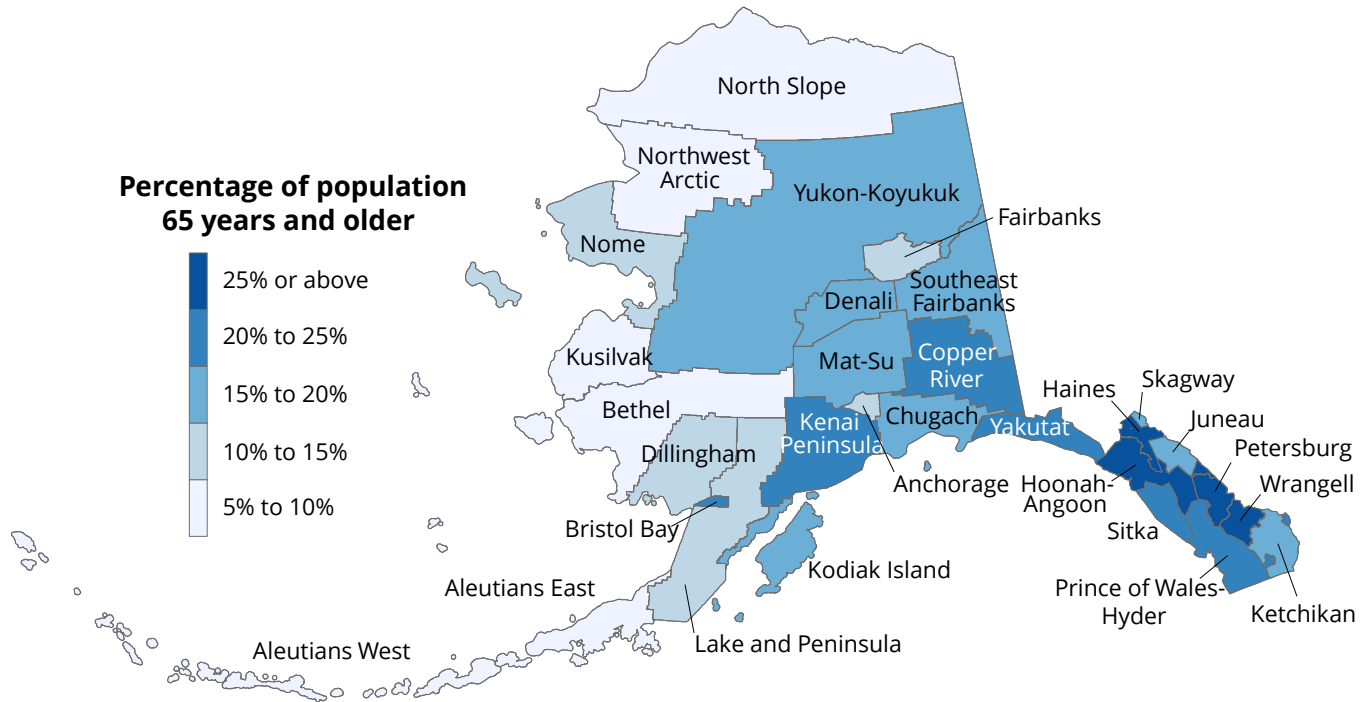 North Slope
Northwest
Arctic
Percentage of population
65 years and older
Yukon-Koyukuk
Fairbanks
Nome
25% or above
Southeast
Fairbanks
Denali
20% to 25%
Kusilvak
Mat-Su
Copper
River
15% to 20%
Haines
Skagway
Bethel
Chugach
Juneau
Kenai
Peninsula
Yakutat
10% to 15%
Dillingham
Petersburg
Anchorage
Hoonah-
Angoon
Wrangell
5% to 10%
Bristol Bay
Sitka
Kodiak Island
Aleutians East
Prince of Wales-
Hyder
Ketchikan
Lake and Peninsula
Aleutians West